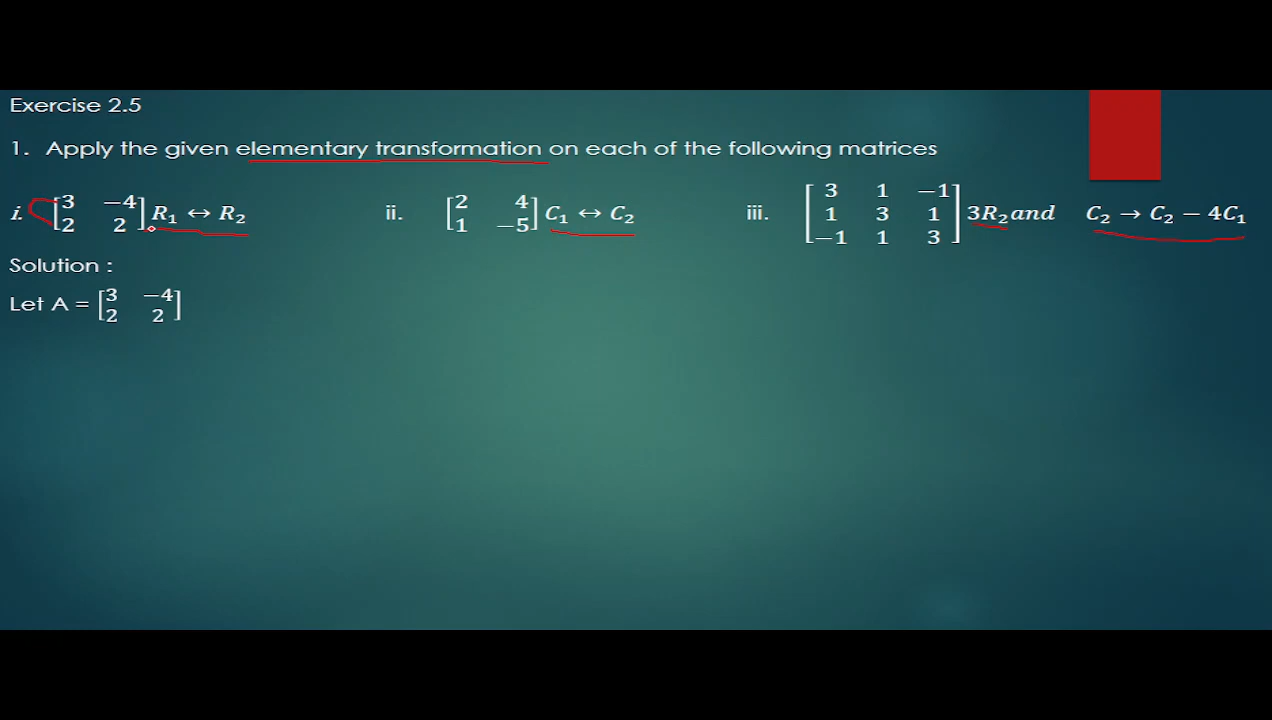 Exercise 2.5
1. Apply the given elementary transformation on each of the following matrices
i. [3 −4; 2 2] R₁ ↔ R₂ ii. [2 4; 1 −5] C₁ ↔ C₂ iii. [3 1 −1; 1 3 1; −1 1 3] 3R₂ and C₂ → C₂ − 4C₁
Solution :
Let A = [3 −4; 2 2]